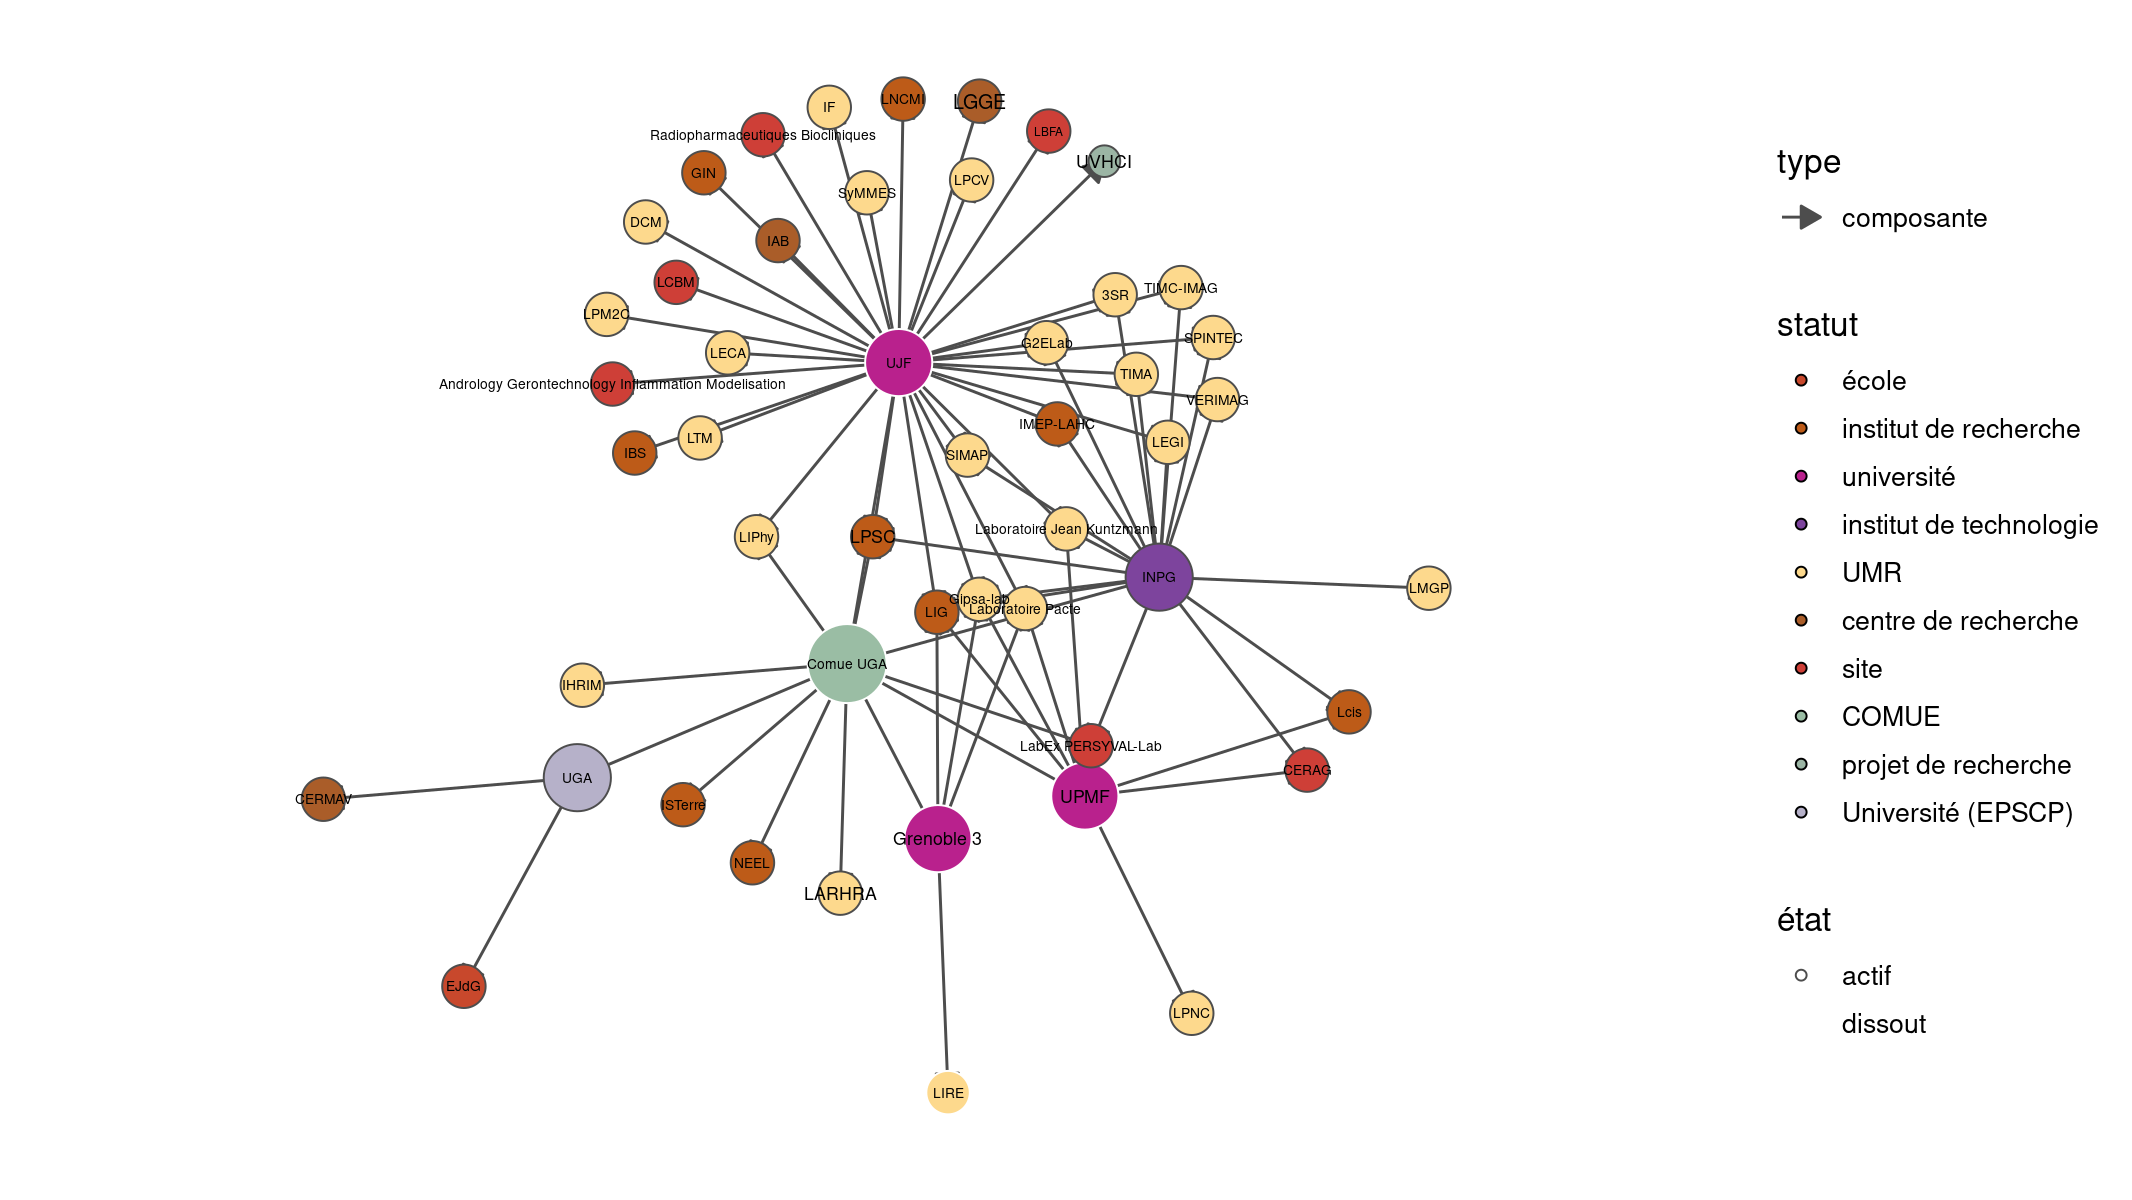 LNCMI
LGGE
IF
LBFA
Radiopharmaceutiques Biocliniques
UVHCI
GIN
LPCV
SyMMES
DCM
IAB
LCBM
TIMC-IMAG
3SR
LPM2C
SPINTEC
G2ELab
LECA
UJF
TIMA
Andrology Gerontechnology Inflammation Modelisation
VERIMAG
IMEP-LAHC
LTM
LEGI
IBS
SIMAP
Laboratoire Jean Kuntzmann
LIPhy
LPSC
INPG
LMGP
Gipsa-lab
LIG
Laboratoire Pacte
Comue UGA
IHRIM
Lcis
LabEx PERSYVAL-Lab
CERAG
UGA
UPMF
CERMAV
ISTerre
Grenoble 3
NEEL
LARHRA
EJdG
LPNC
LIRE
type
composante
statut
école
institut de recherche
université
institut de technologie
UMR
centre de recherche
site
COMUE
projet de recherche
Université (EPSCP)
état
actif
dissout